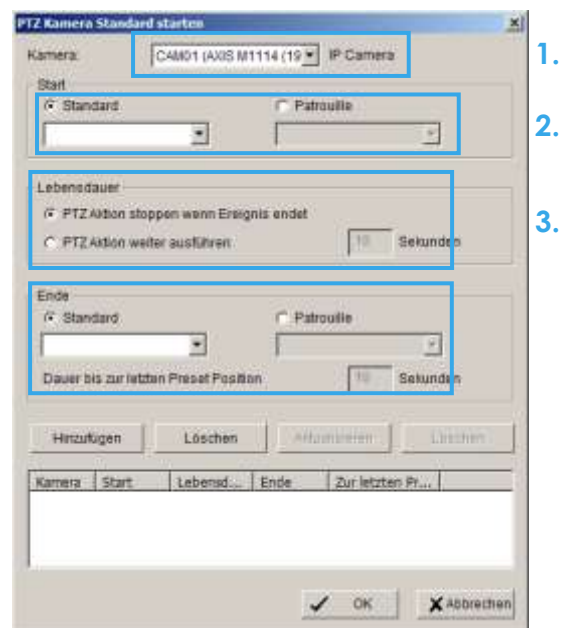 PTZ Kamera Standard starten
Kamera: CAM01 (AXIS M1114 (19 IP Camera 1.
Start
Standard Patrouille
2.
Lebensdauer
PTZ Aktion stoppen wenn Ereignis endet
3.
PTZ Aktion weiter ausführen 10 Sekunden
Ende
Standard Patrouille
Dauer bis zur letzten Preset Position 10 Sekunden
Hinzufügen Löschen Aktualisieren Löschen
Kamera Start Lebensd... Ende Zur letzten Pr...
OK Abbrechen